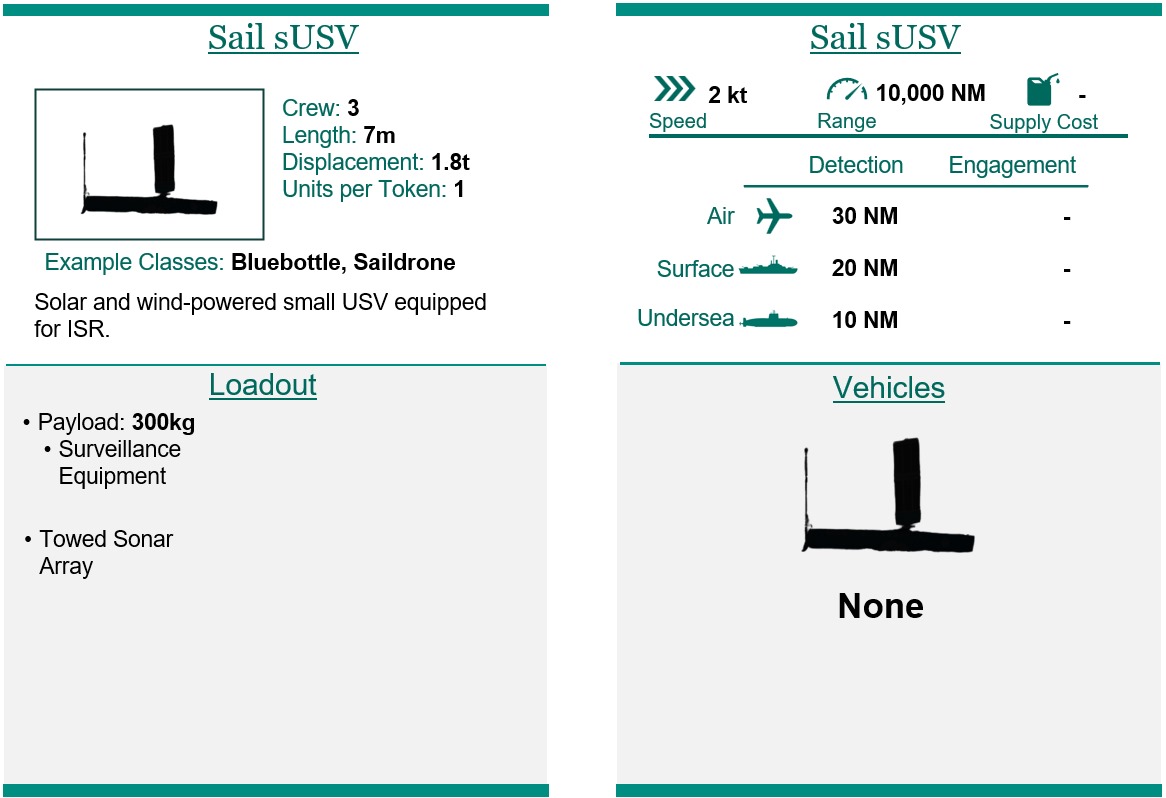 Sail sUSV
Crew: 3
Length: 7m
Displacement: 1.8t
Units per Token: 1
Example Classes: Bluebottle, Saildrone
Solar and wind-powered small USV equipped
for ISR.
Loadout
• Payload: 300kg
• Surveillance
Equipment
• Towed Sonar
Array
Sail sUSV
2 kt
10,000 NM
-
Speed
Range
Supply Cost
Detection
Engagement
Air
30 NM
-
Surface
20 NM
-
Undersea
10 NM
-
Vehicles
None